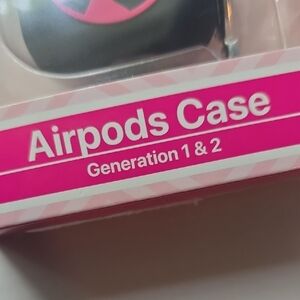 Airpods Case
Generation 1 & 2